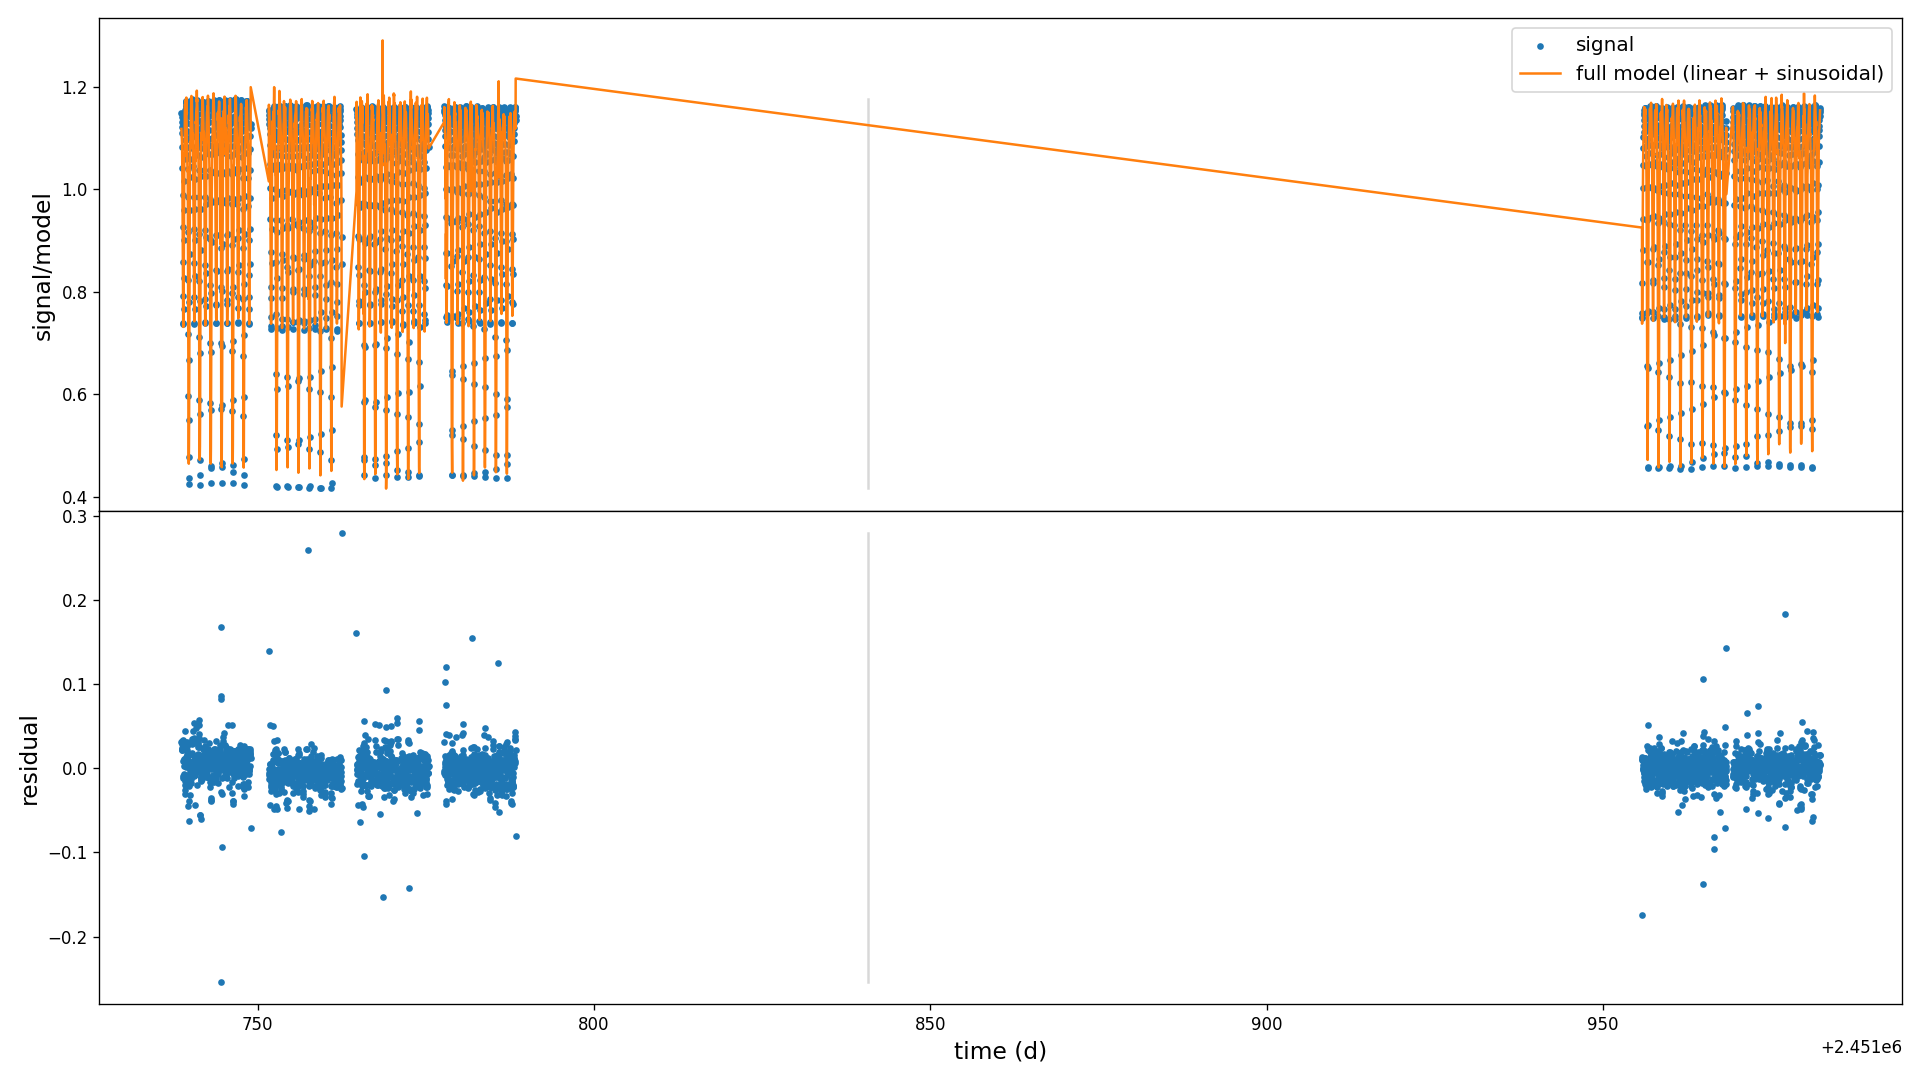 signal
full model (linear + sinusoidal)
signal/model
1.2
1.0
0.8
0.6
0.4
residual
0.3
0.2
0.1
0.0
−0.1
−0.2
750
800
850
900
950
time (d)
+2.451e6